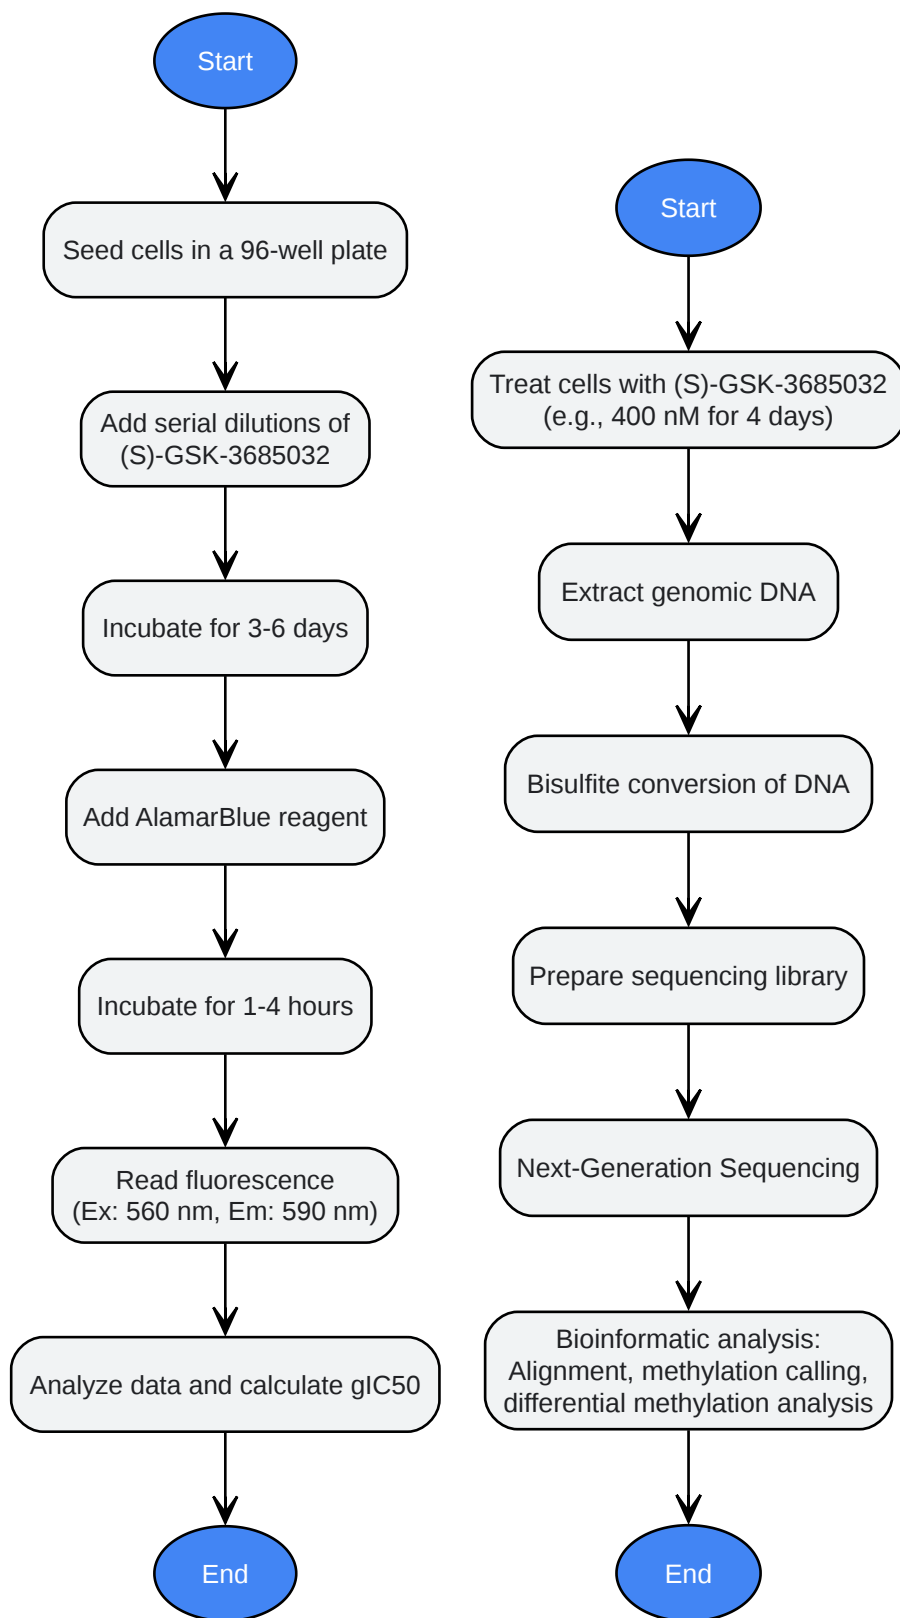 Start
Seed cells in a 96-well plate
Add serial dilutions of
(S)-GSK-3685032
Incubate for 3-6 days
Add AlamarBlue reagent
Incubate for 1-4 hours
Read fluorescence
(Ex: 560 nm, Em: 590 nm)
Analyze data and calculate gIC50
End
Start
Treat cells with (S)-GSK-3685032
(e.g., 400 nM for 4 days)
Extract genomic DNA
Bisulfite conversion of DNA
Prepare sequencing library
Next-Generation Sequencing
Bioinformatic analysis:
Alignment, methylation calling,
differential methylation analysis
End